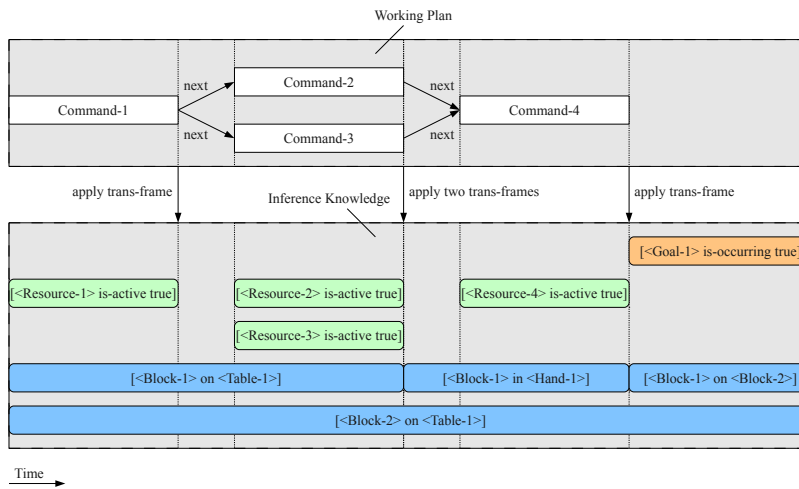 Working Plan
next
Command-2
next
Command-1
Command-4
next
Command-3
next
apply trans-frame
apply two trans-frames
apply trans-frame
Inference Knowledge
[<Goal-1> is-occurring true]
[<Resource-1> is-active true]
[<Resource-2> is-active true]
[<Resource-4> is-active true]
[<Resource-3> is-active true]
[<Block-1> on <Table-1>]
[<Block-1> in <Hand-1>]
[<Block-1> on <Block-2>]
[<Block-2> on <Table-1>]
Time